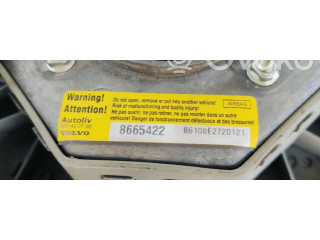 Warning!
Attention!
Do not open, remove or put into another vehicle!
Risk of malfunctioning and bodily injury!
Ne pas ouvrir, ne pas retirer, ne pas monter dans un autre
vehicule! Danger de fonctionnement défectueux et des blessures!
AIRBAG
Autoliv
VOLVO
8665422
B610BE2720121